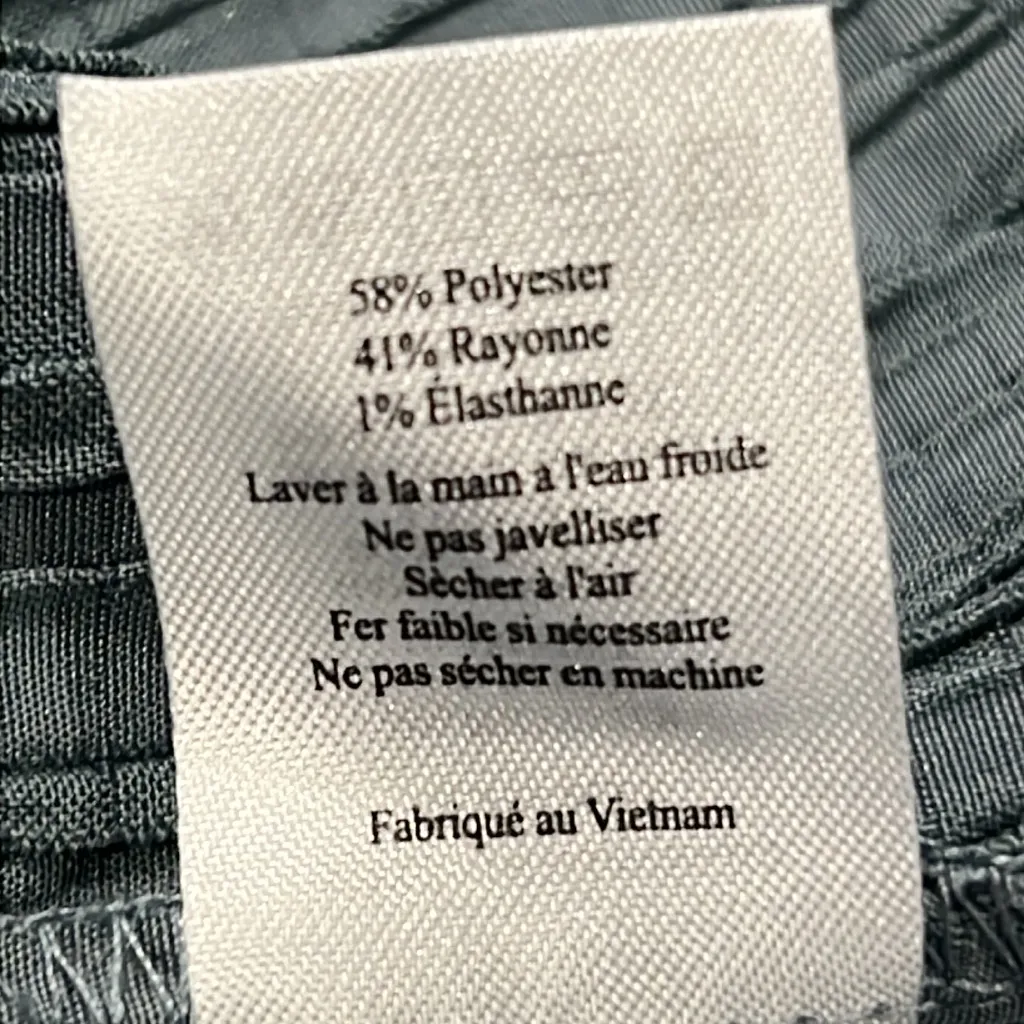 58% Polyester
41% Rayonne
1% Élasthanne
Laver à la main à l'eau froide
Ne pas javelliser
Sècher à l'air
Fer faible si nécessaire
Ne pas sécher en machine
Fabriqué au Vietnam